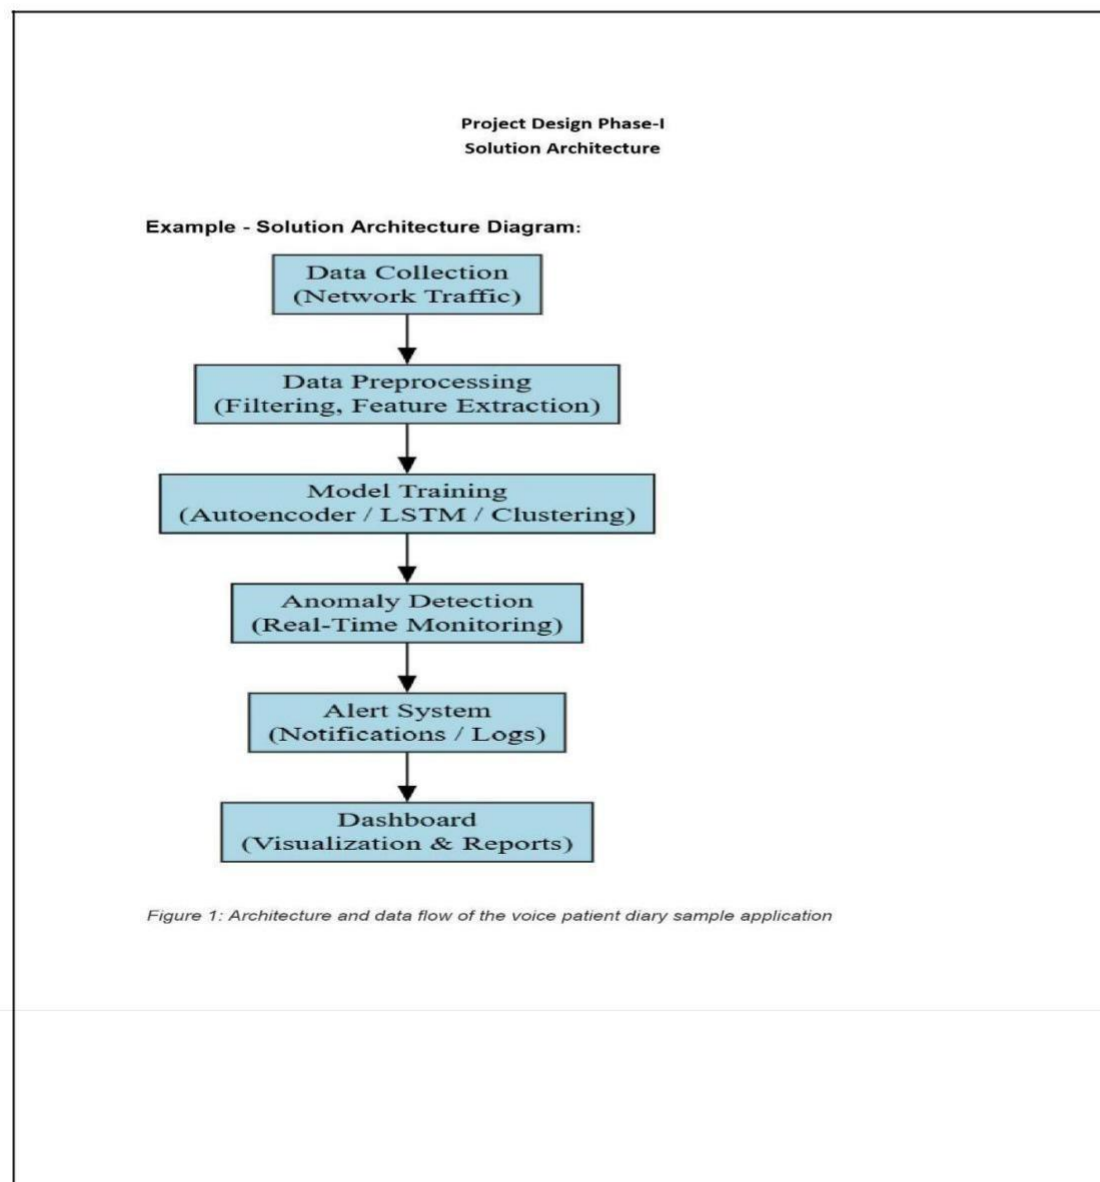 Project Design Phase-I
Solution Architecture
Example - Solution Architecture Diagram:
Data Collection
(Network Traffic)
Data Preprocessing
(Filtering, Feature Extraction)
Model Training
(Autoencoder / LSTM / Clustering)
Anomaly Detection
(Real-Time Monitoring)
Alert System
(Notifications / Logs)
Dashboard
(Visualization & Reports)
Figure 1: Architecture and data flow of the voice patient diary sample application